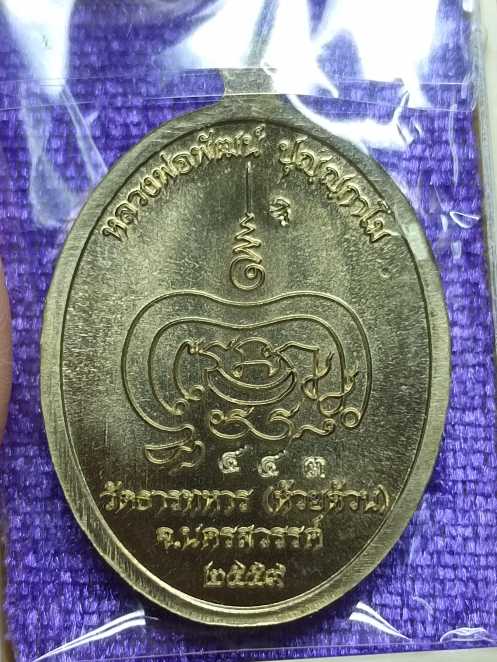 หลวงพ่อพัฒน์ ปุญฺญกาโม
๕ ๔ ๓
วัดธารทหาร (ห้วยด้วน)
จ.นครสวรรค์
๒๕๕๙